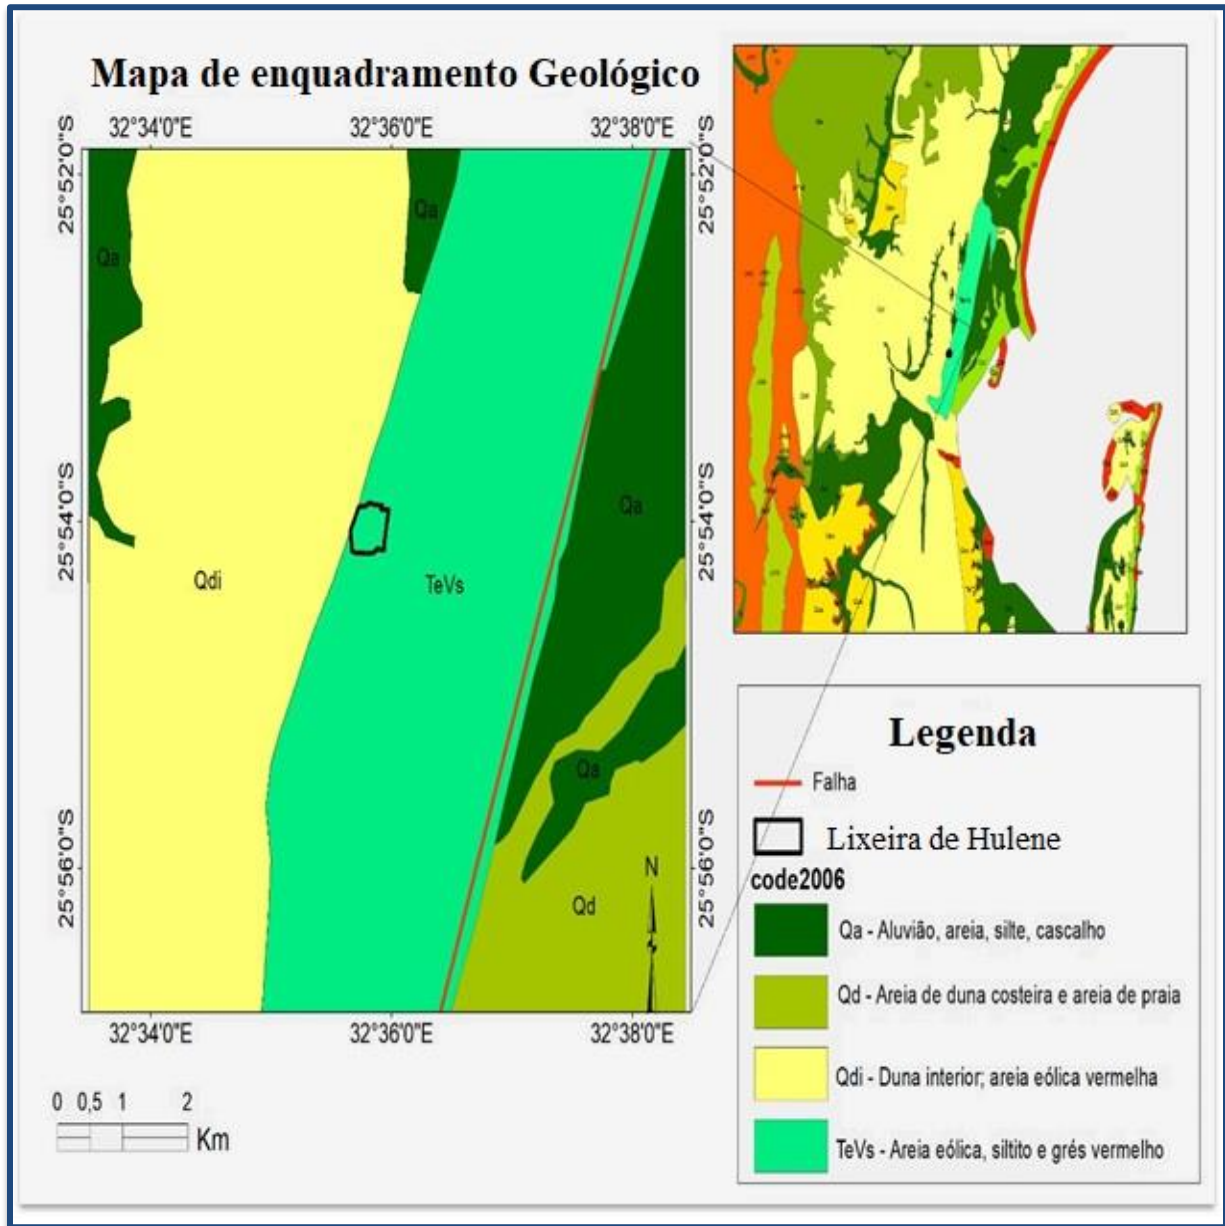 Mapa de enquadramento Geológico
32°34'0"E
32°36'0"E
32°38'0"E
25°52'0"S
25°52'0"S
Qa
Qa
25°54'0"S
25°54'0"S
Qa
Qdi
TeVs
Qa
25°56'0"S
25°56'0"S
Qd
N
32°34'0"E
32°36'0"E
32°38'0"E
0 0,5 1 2
Km
Legenda
Falha
Lixeira de Hulene
code2006
Qa - Aluvião, areia, silte, cascalho
Qd - Areia de duna costeira e areia de praia
Qdi - Duna interior; areia eólica vermelha
TeVs - Areia eólica, siltito e grés vermelho